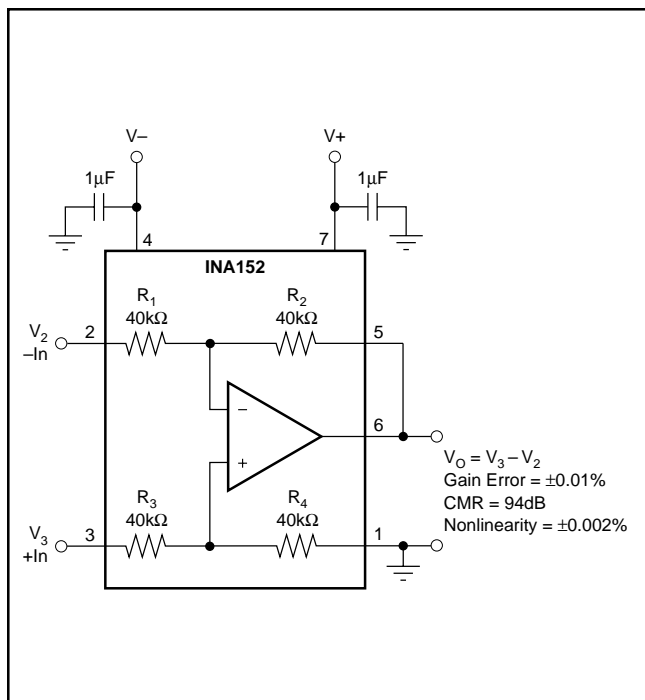 V–
V+
1µF
1µF
4
7
INA152
R1
40kΩ
R2
40kΩ
V2
–In
2
5
–
+
6
VO = V3 – V2
Gain Error = ±0.01%
CMR = 94dB
Nonlinearity = ±0.002%
R3
40kΩ
R4
40kΩ
V3
+In
3
1